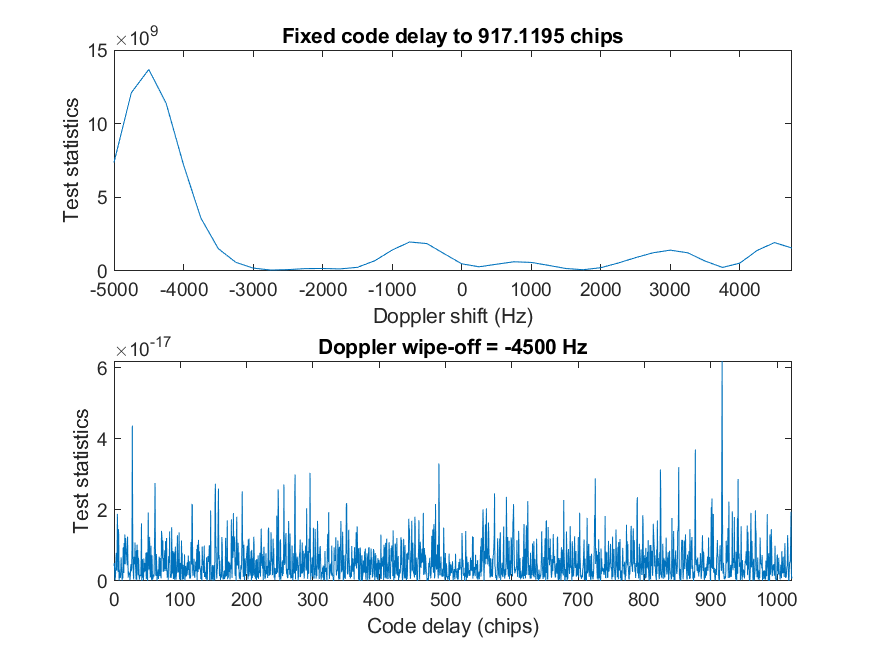 ×10^9
Fixed code delay to 917.1195 chips
15
10
5
0
Test statistics
-5000 -4000 -3000 -2000 -1000 0 1000 2000 3000 4000
Doppler shift (Hz)
×10^-17
Doppler wipe-off = -4500 Hz
6
4
2
0
Test statistics
0 100 200 300 400 500 600 700 800 900 1000
Code delay (chips)